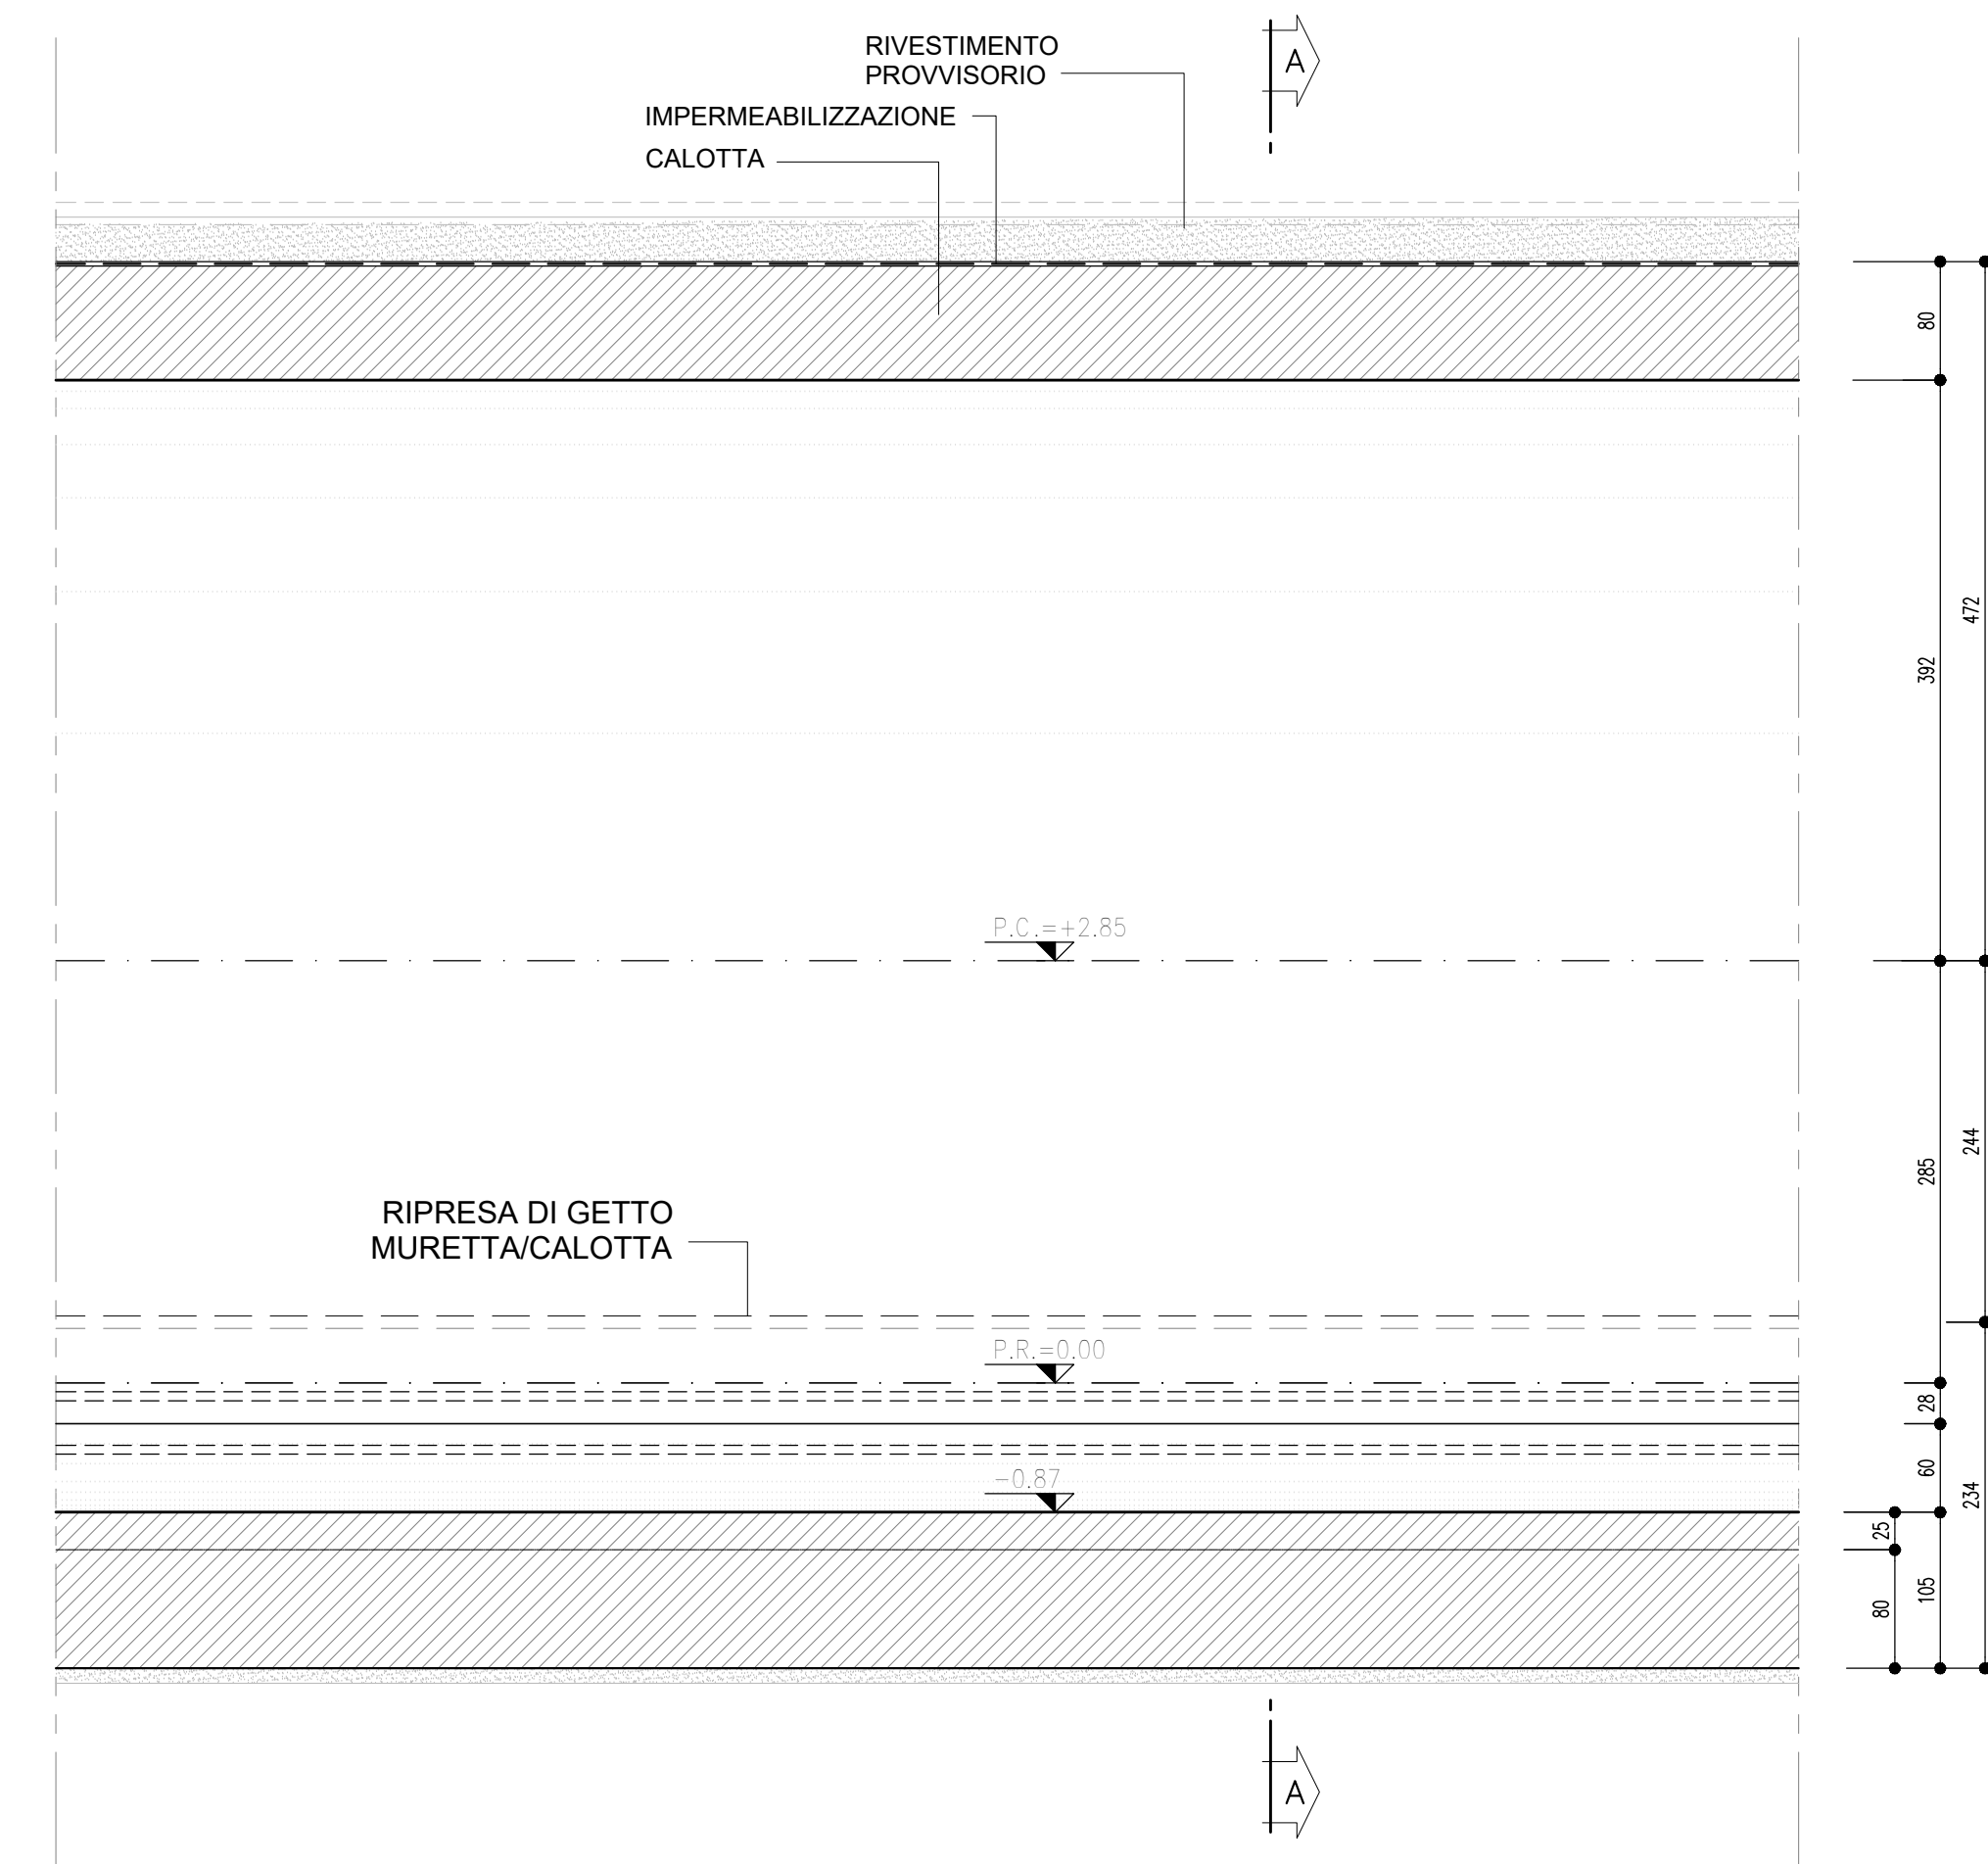 RIVESTIMENTO
PROVVISORIO
A
IMPERMEABILIZZAZIONE
CALOTTA
80
472
392
P.C.=+2.85
244
285
RIPRESA DI GETTO
MURETTA/CALOTTA
P.R.=0.00
28
60
-0.87
234
25
105
80
A